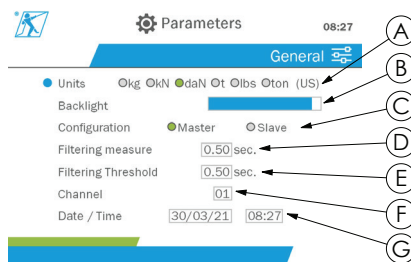 Parameters 08:27
General
Units kg kN daN t lbs ton (US)
Backlight
Configuration Master Slave
Filtering measure 0.50 sec.
Filtering Threshold 0.50 sec.
Channel 01
Date / Time 30/03/21 08:27
A
B
C
D
E
F
G